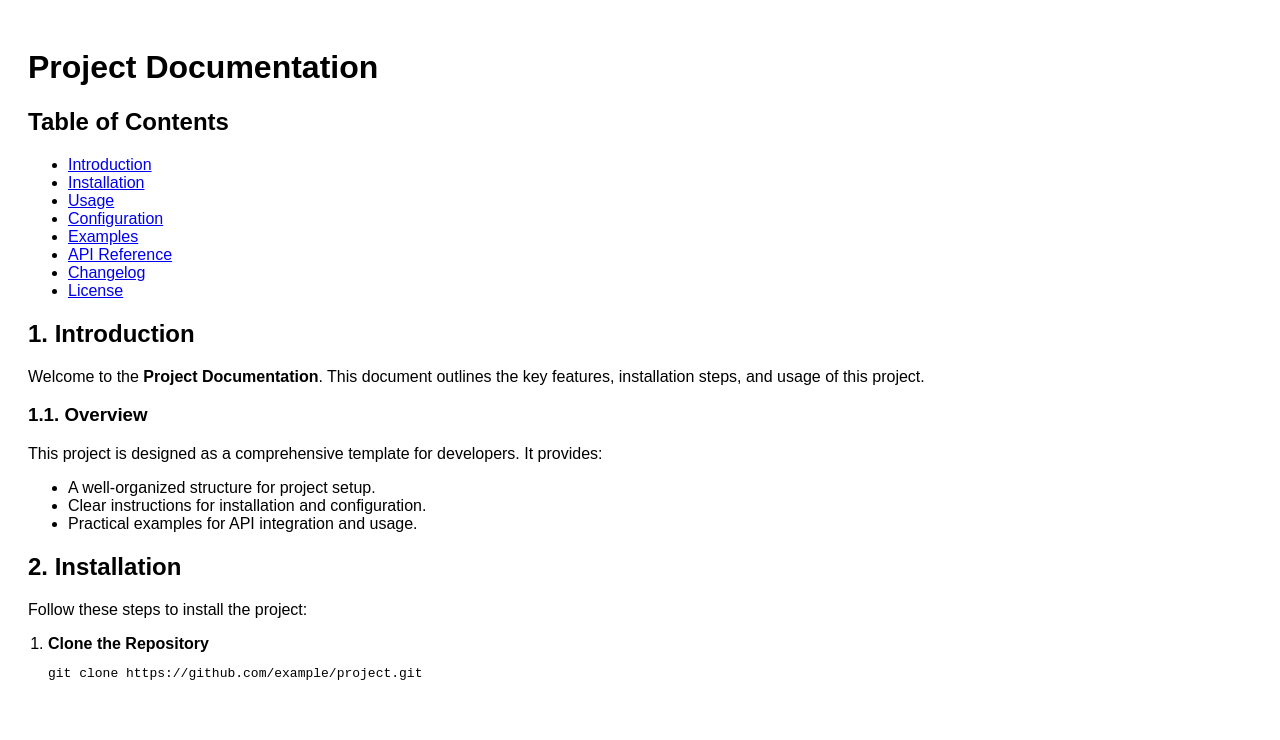 Project Documentation
Table of Contents
Introduction
Installation
Usage
Configuration
Examples
API Reference
Changelog
License
1. Introduction
Welcome to the Project Documentation. This document outlines the key features, installation steps, and usage of this project.
1.1. Overview
This project is designed as a comprehensive template for developers. It provides:
A well-organized structure for project setup.
Clear instructions for installation and configuration.
Practical examples for API integration and usage.
2. Installation
Follow these steps to install the project:
1. Clone the Repository
git clone https://github.com/example/project.git